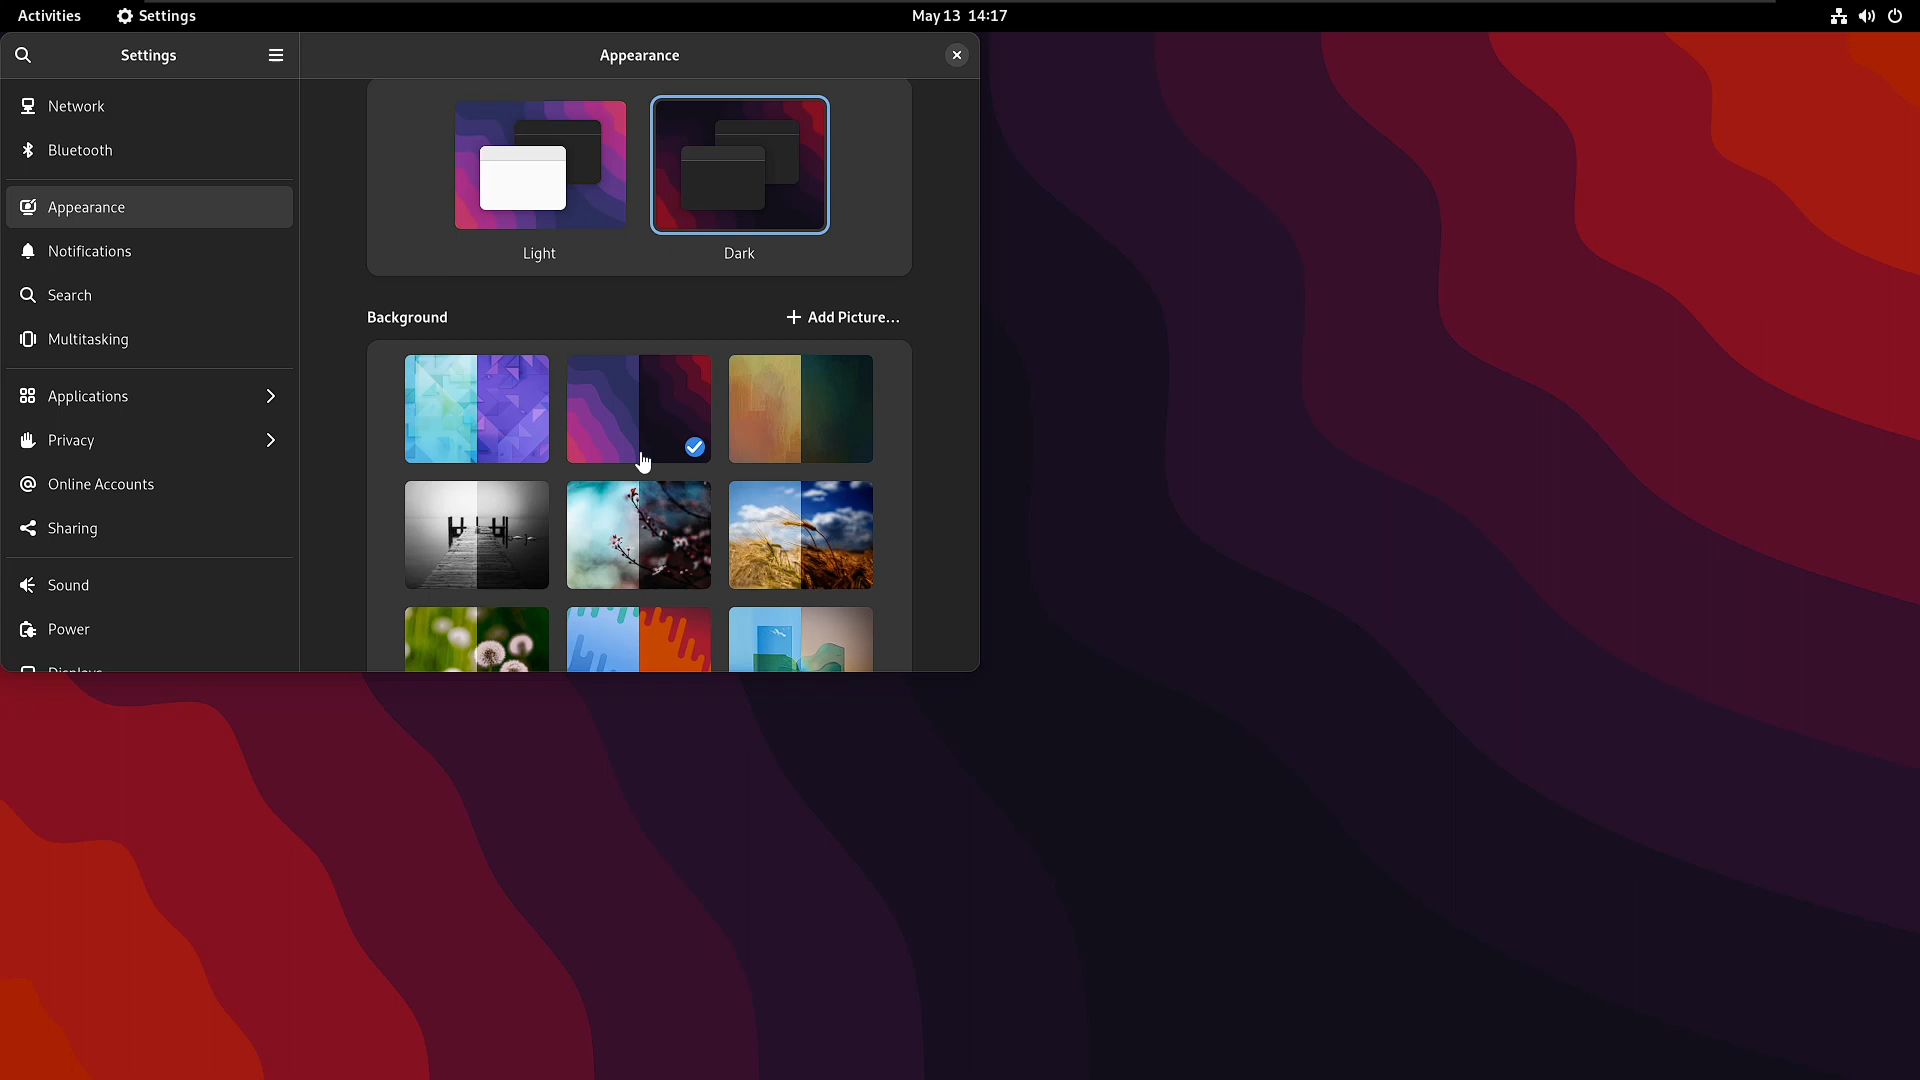 Activities Settings May 13 14:17
Settings Appearance
Network
Bluetooth
Appearance
Notifications
Search
Multitasking
Applications
Privacy
Online Accounts
Sharing
Sound
Power
Displays
Light Dark
Background + Add Picture...